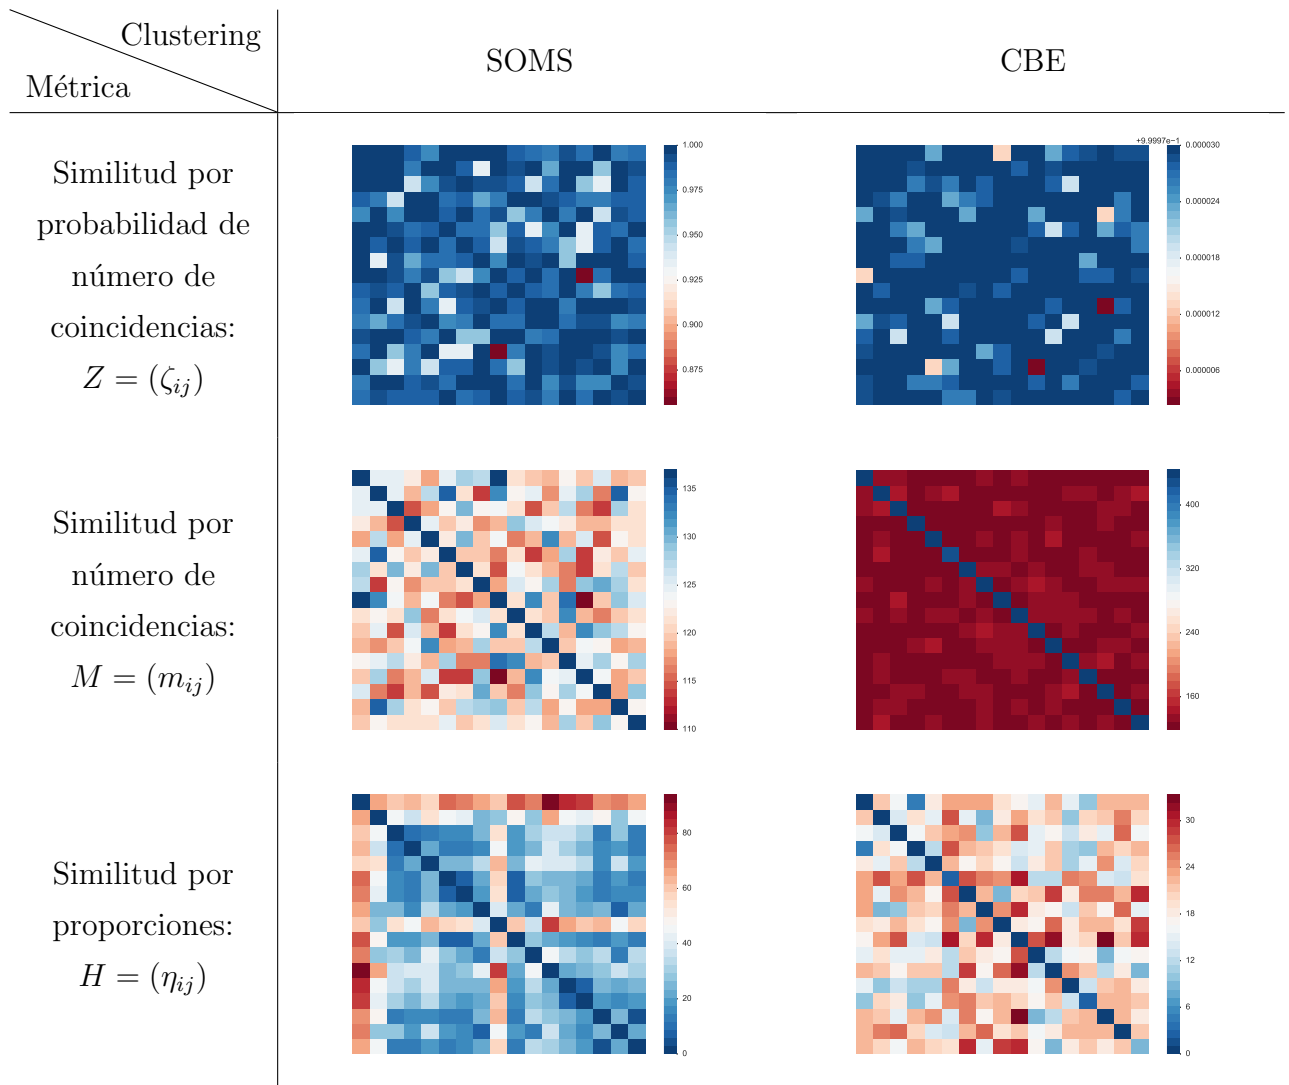 Clustering
Métrica
SOMS
CBE
Similitud por
probabilidad de
número de
coincidencias:
Z = (ζij)
1.000
0.975
0.950
0.925
0.900
0.875
+9.9997e−1
0.000030
0.000024
0.000018
0.000012
0.000006
Similitud por
número de
coincidencias:
M = (mij)
135
130
125
120
115
110
400
320
240
160
Similitud por
proporciones:
H = (ηij)
80
60
40
20
0
30
24
18
12
6
0